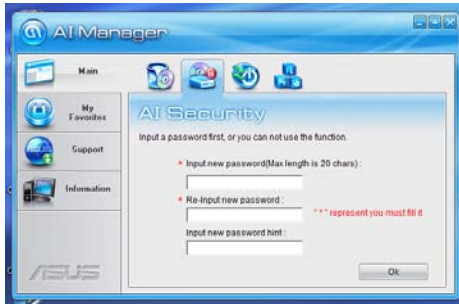 AI Manager
Main
My
Favorites
Support
Information
AI Security
Input a password first, or you can not use the function.
* Input new password(Max length is 20 chars) :
* Re-Input new password :
" * " represent you must fill it
Input new password hint :
Ok
ASUS